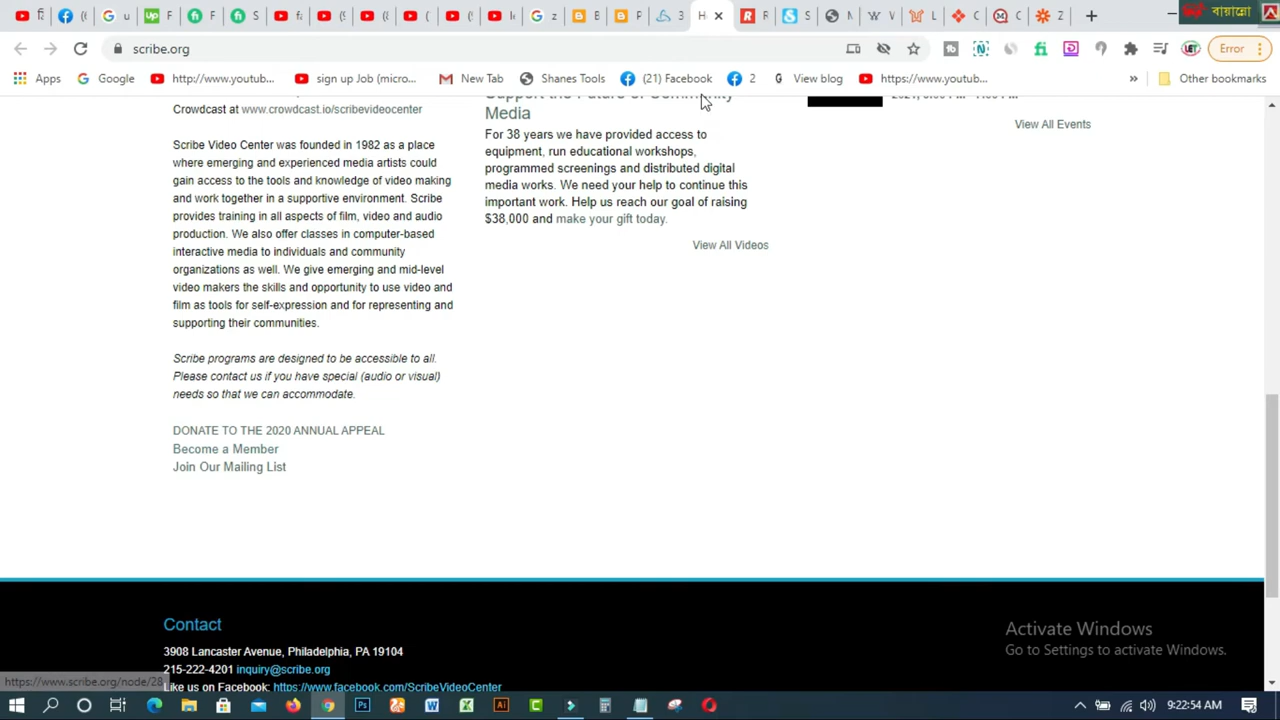 scribe.org
Error
Apps
Google
http://www.youtub...
sign up Job (micro...
New Tab
Shanes Tools
(21) Facebook
2
View blog
https://www.youtub...
»
Other bookmarks
বায়ান্নো
Crowdcast at www.crowdcast.io/scribevideocenter
Scribe Video Center was founded in 1982 as a place
where emerging and experienced media artists could
gain access to the tools and knowledge of video making
and work together in a supportive environment. Scribe
provides training in all aspects of film, video and audio
production. We also offer classes in computer-based
interactive media to individuals and community
organizations as well. We give emerging and mid-level
video makers the skills and opportunity to use video and
film as tools for self-expression and for representing and
supporting their communities.
Scribe programs are designed to be accessible to all.
Please contact us if you have special (audio or visual)
needs so that we can accommodate.
DONATE TO THE 2020 ANNUAL APPEAL
Become a Member
Join Our Mailing List
Support the Future of Community
Media
For 38 years we have provided access to
equipment, run educational workshops,
programmed screenings and distributed digital
media works. We need your help to continue this
important work. Help us reach our goal of raising
$38,000 and make your gift today.
View All Videos
View All Events
Contact
3908 Lancaster Avenue, Philadelphia, PA 19104
215-222-4201 inquiry@scribe.org
Like us on Facebook: https://www.facebook.com/ScribeVideoCenter
Activate Windows
Go to Settings to activate Windows.
https://www.scribe.org/node/28
9:22:54 AM